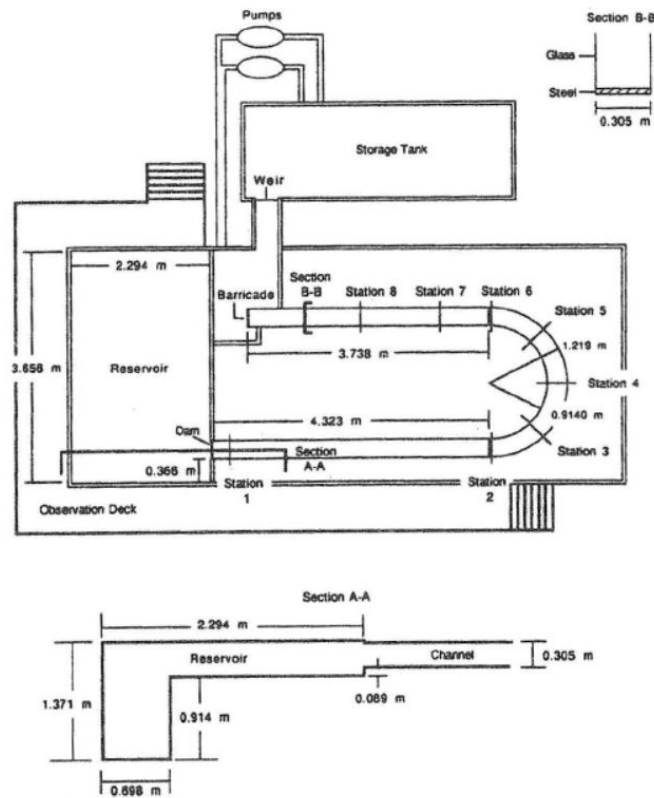 Pumps
Section B-B
Glass
Steel
0.305 m
Storage Tank
Weir
2.294 m
Section
B-B
Station 8
Station 7
Station 6
Barricade
Station 5
3.738 m
1.219 m
3.658 m
Reservoir
Station 4
4.323 m
0.9140 m
Dam
0.366 m
Section
A-A
Station 3
Station
1
Station
2
Observation Deck
Section A-A
2.294 m
Reservoir
Channel
0.305 m
1.371 m
0.914 m
0.089 m
0.698 m